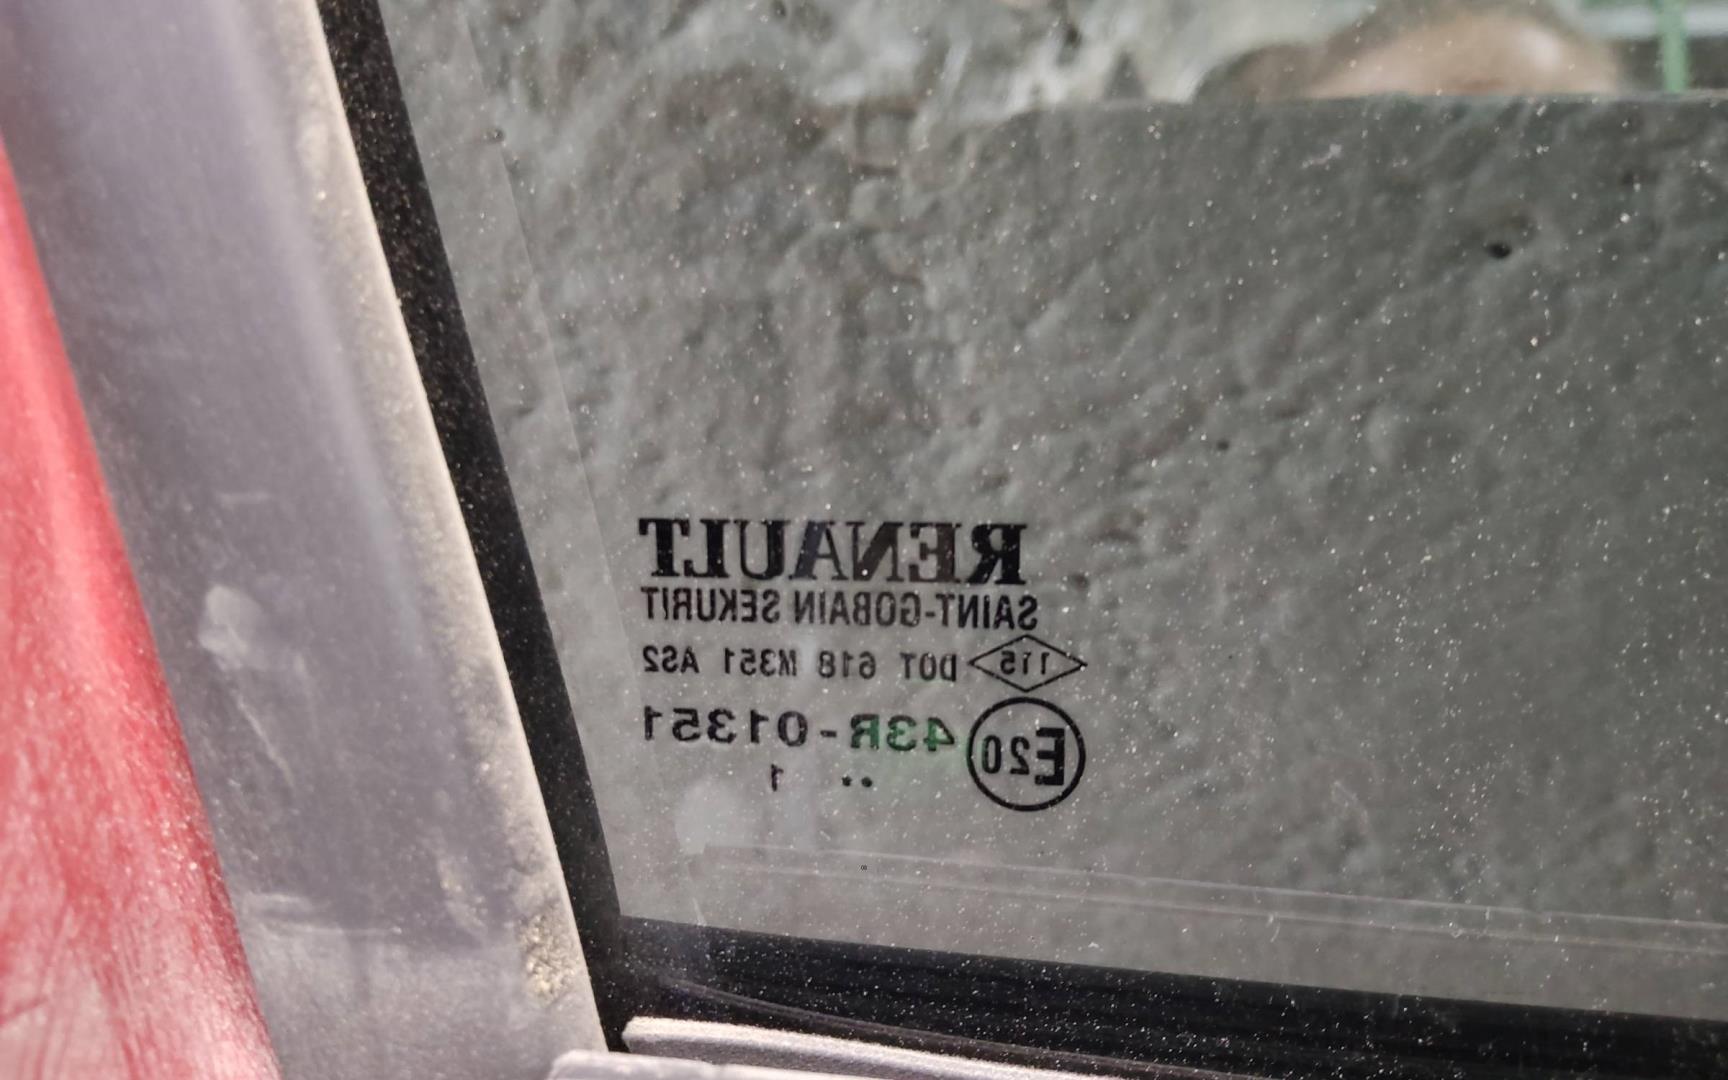 RENAULT
SAINT-GOBAIN SEKURIT
115 DOT 618 M351 AS2
E20 43R-01351
.. 1